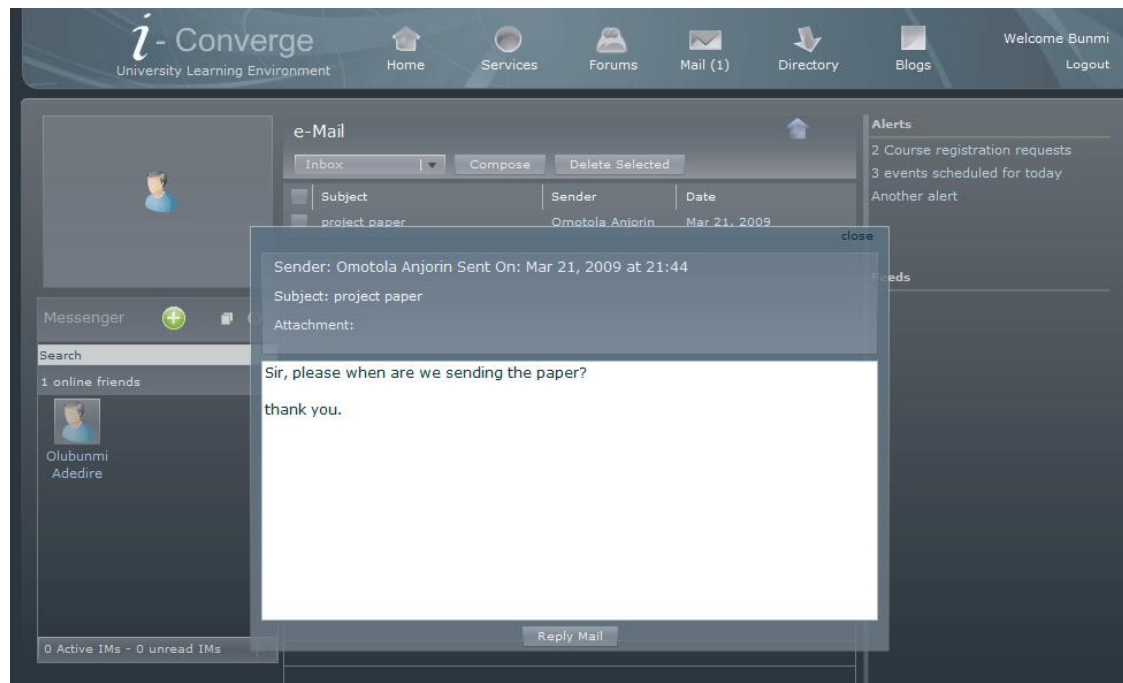 i - Converge
University Learning Environment
Home
Services
Forums
Mail (1)
Directory
Blogs
Welcome Bunmi
Logout
e-Mail
Inbox
Compose
Delete Selected
Subject
Sender
Date
project paper
Omotola Anjorin
Mar 21, 2009
Alerts
2 Course registration requests
3 events scheduled for today
Another alert
close
Sender: Omotola Anjorin Sent On: Mar 21, 2009 at 21:44
Subject: project paper
Attachment:
Sir, please when are we sending the paper?
thank you.
Reply Mail
Messenger
Search
1 online friends
Olubunmi
Adedire
0 Active IMs - 0 unread IMs